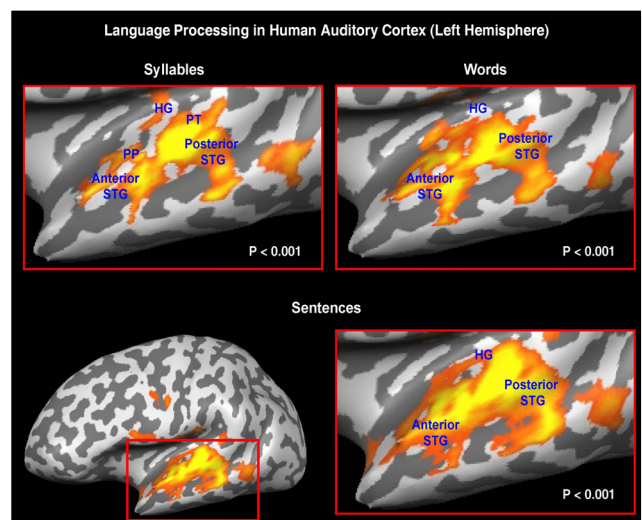 Language Processing in Human Auditory Cortex (Left Hemisphere)
Syllables
HG
PT
PP
Posterior
STG
Anterior
STG
P < 0.001
Words
HG
Posterior
STG
Anterior
STG
P < 0.001
Sentences
HG
Posterior
STG
Anterior
STG
P < 0.001